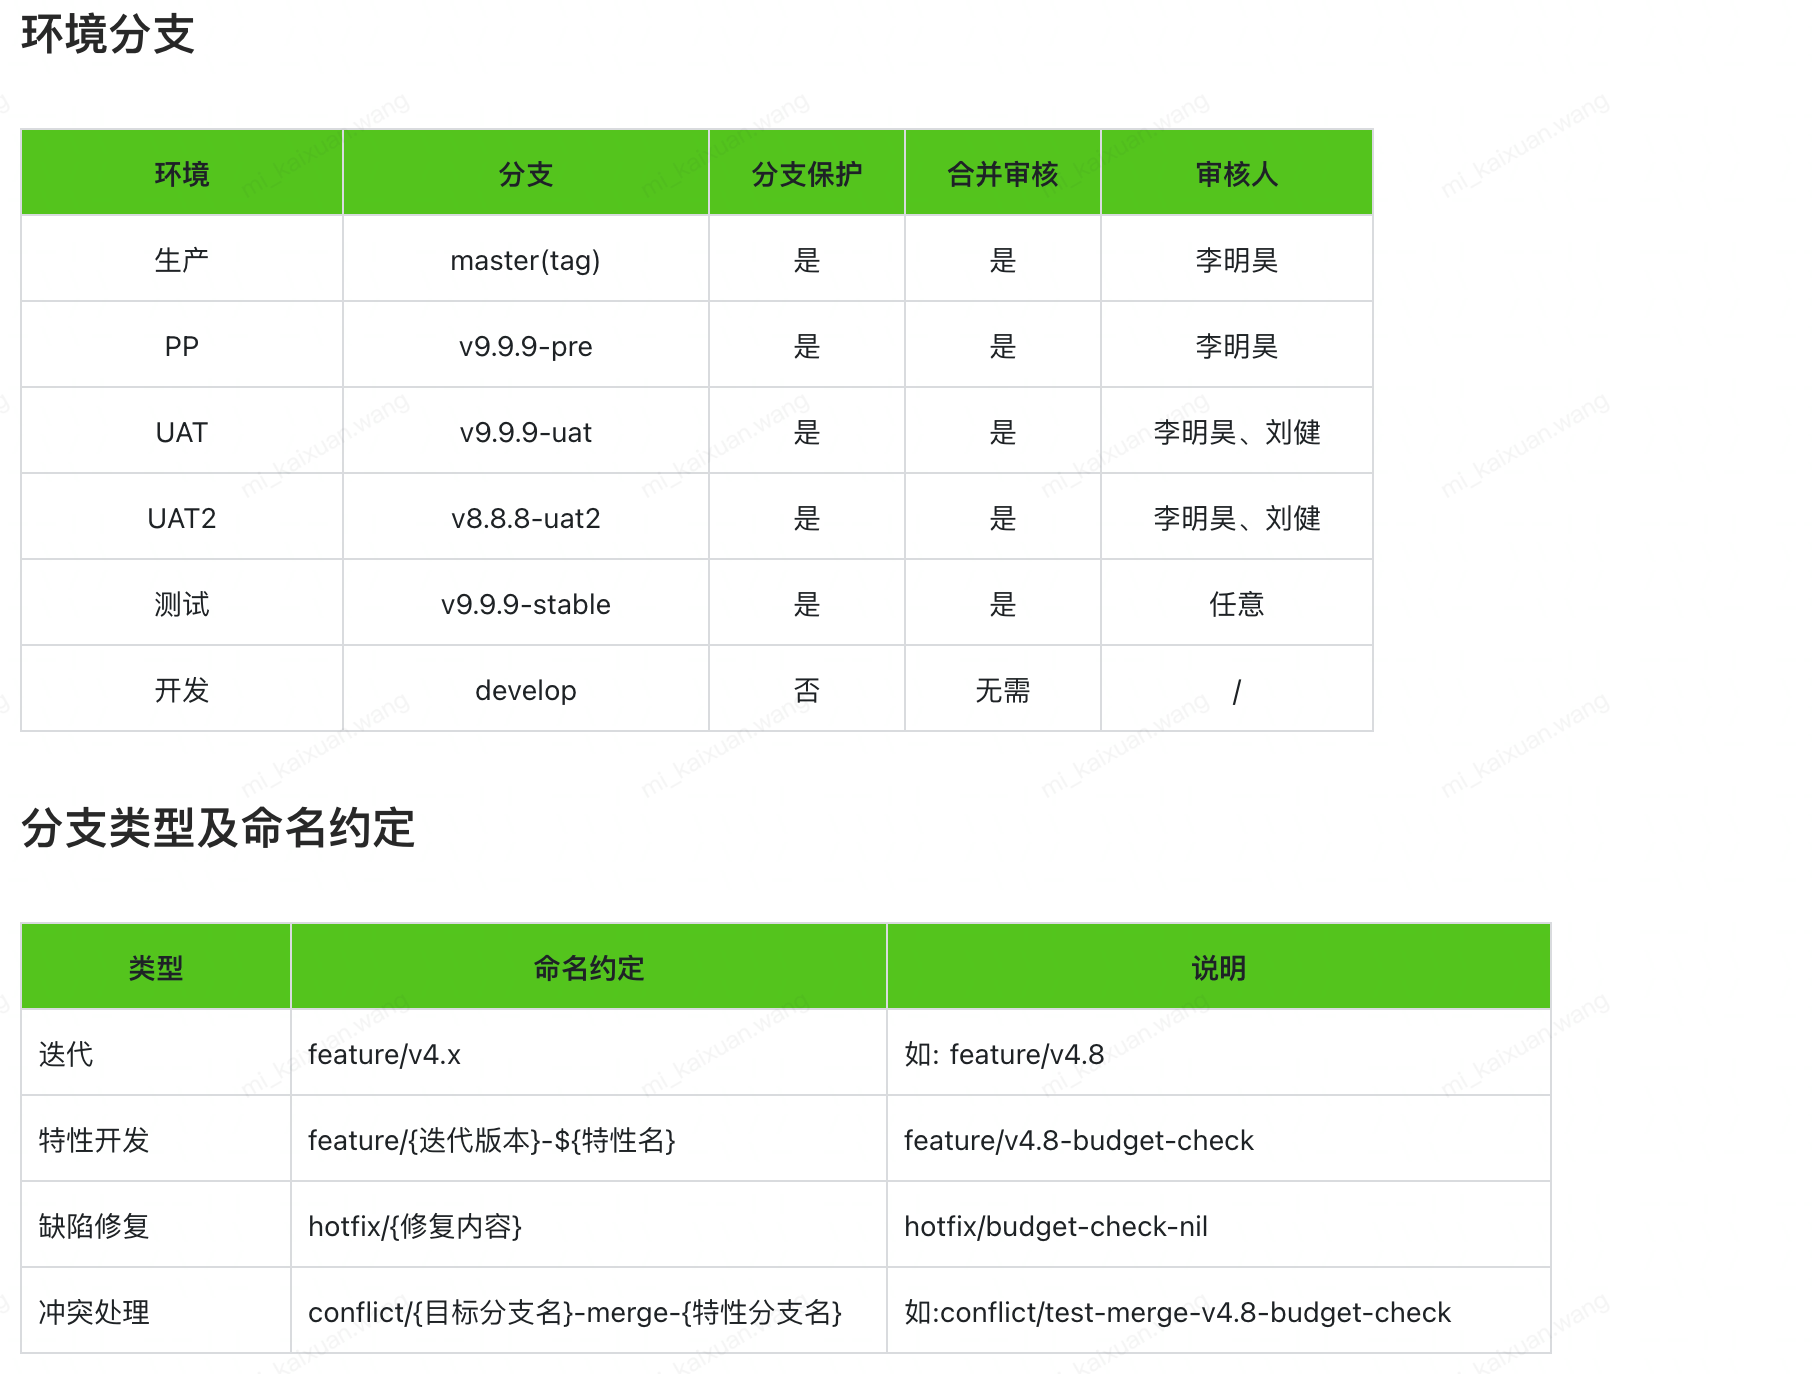 环境分支
环境 分支 分支保护 合并审核 审核人
生产 master(tag) 是 是 李明昊
PP v9.9.9-pre 是 是 李明昊
UAT v9.9.9-uat 是 是 李明昊、刘健
UAT2 v8.8.8-uat2 是 是 李明昊、刘健
测试 v9.9.9-stable 是 是 任意
开发 develop 否 无需 /
分支类型及命名约定
类型 命名约定 说明
迭代 feature/v4.x 如: feature/v4.8
特性开发 feature/{迭代版本}-${特性名} feature/v4.8-budget-check
缺陷修复 hotfix/{修复内容} hotfix/budget-check-nil
冲突处理 conflict/{目标分支名}-merge-{特性分支名} 如:conflict/test-merge-v4.8-budget-check
mi_kaixuan.wang